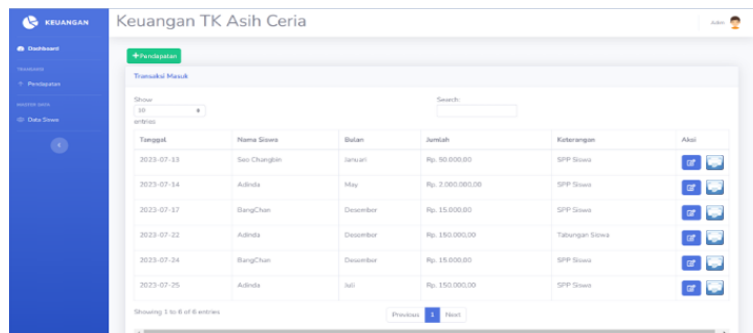 KEUANGAN
Keuangan TK Asih Ceria
Admin
Dashboard
TRANSAKSI
Pendapatan
MASTER DATA
Data Siswa
+Pendapatan
Transaksi Masuk
Show
10
entries
Search:
Tanggal Nama Siswa Bulan Jumlah Keterangan Aksi
2023-07-13 Seo Changbin Januari Rp. 50.000,00 SPP Siswa
2023-07-14 Adinda May Rp. 2.000.000,00 SPP Siswa
2023-07-17 BangChan Desember Rp. 15.000,00 SPP Siswa
2023-07-22 Adinda Desember Rp. 150.000,00 Tabungan Siswa
2023-07-24 BangChan Desember Rp. 15.000,00 SPP Siswa
2023-07-25 Adinda Juli Rp. 150.000,00 SPP Siswa
Showing 1 to 6 of 6 entries
Previous 1 Next